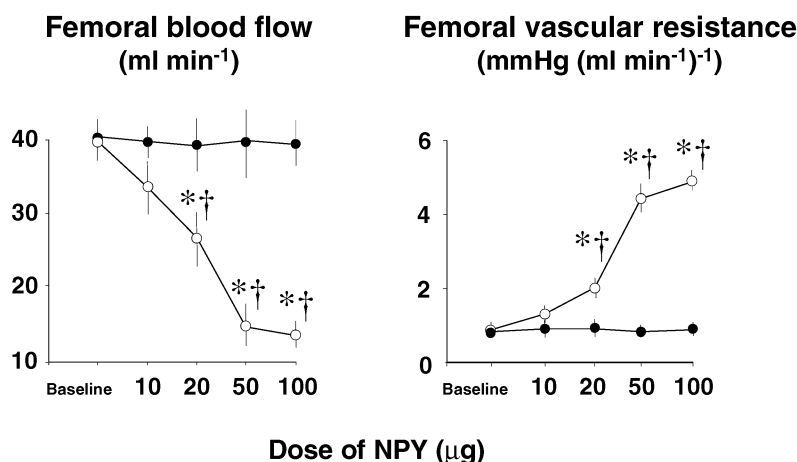 Femoral blood flow
(ml min-1)
Femoral vascular resistance
(mmHg (ml min-1)-1)
40
30
20
10
*†
*†
*†
Baseline 10 20 50 100
6
4
2
0
*†
*†
*†
Baseline 10 20 50 100
Dose of NPY (μg)